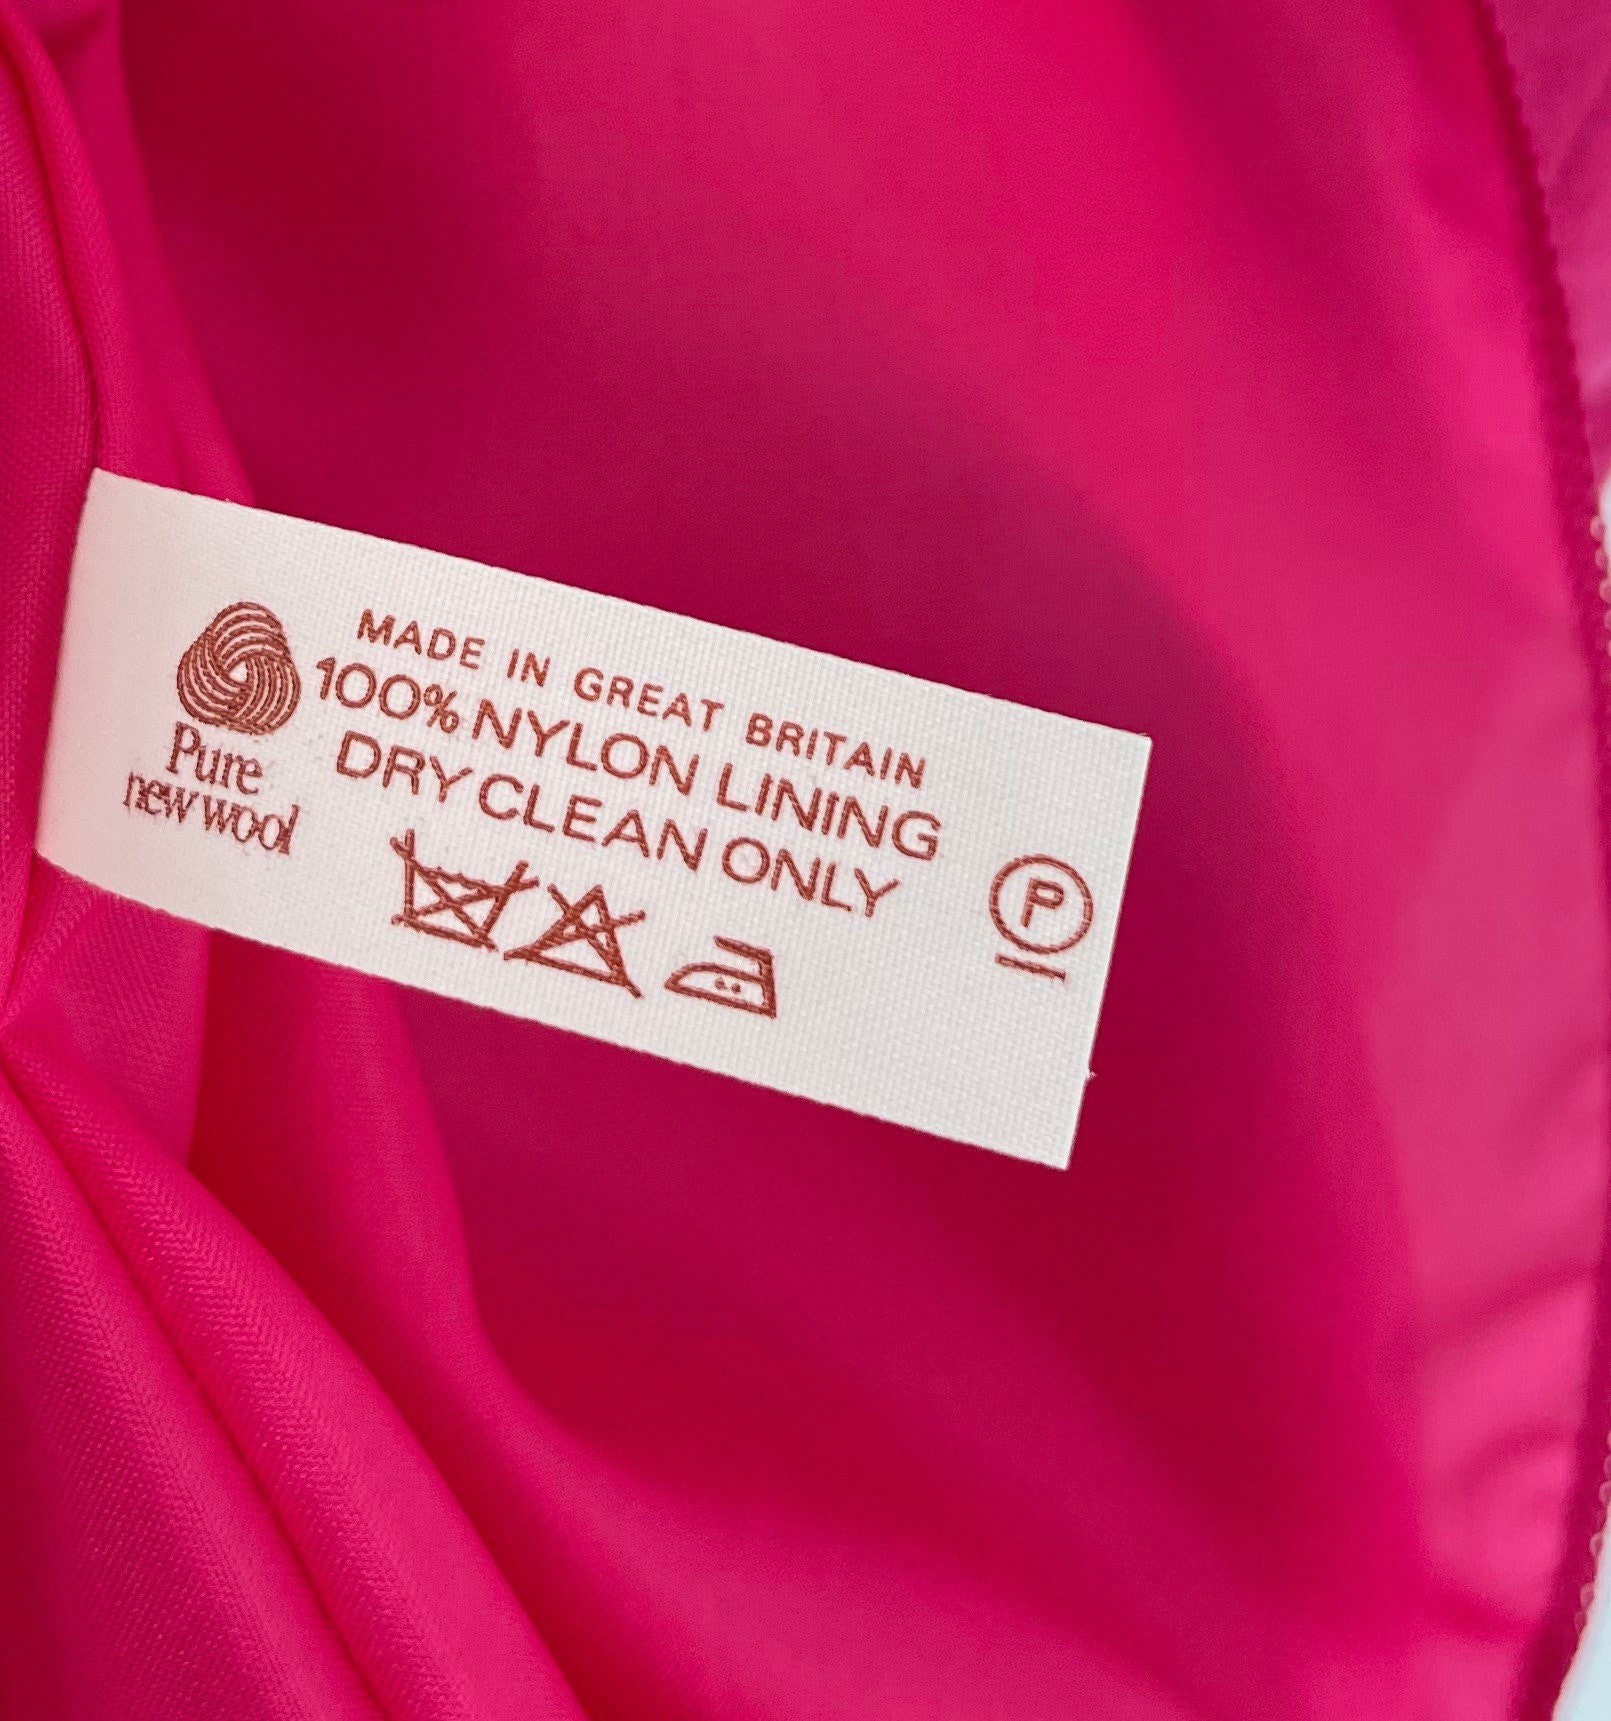 MADE IN GREAT BRITAIN
100% NYLON LINING
DRY CLEAN ONLY
Pure
new wool
P